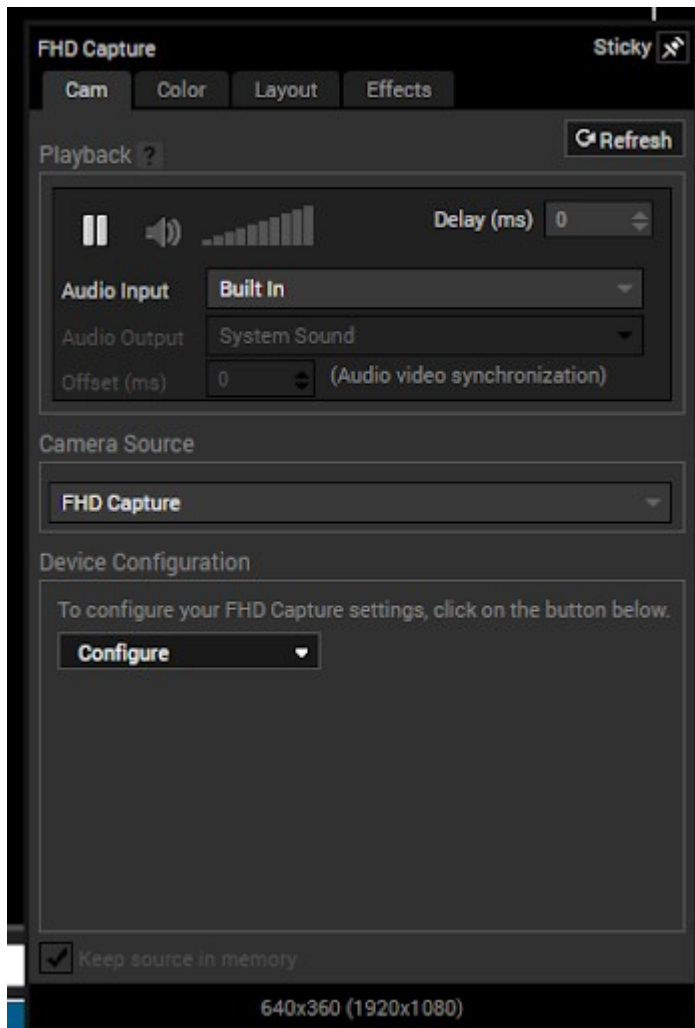 FHD Capture Sticky
Cam Color Layout Effects
Refresh
Playback ?
Delay (ms) 0
Audio Input Built In
Audio Output System Sound
Offset (ms) 0 (Audio video synchronization)
Camera Source
FHD Capture
Device Configuration
To configure your FHD Capture settings, click on the button below.
Configure
Keep source in memory
640x360 (1920x1080)